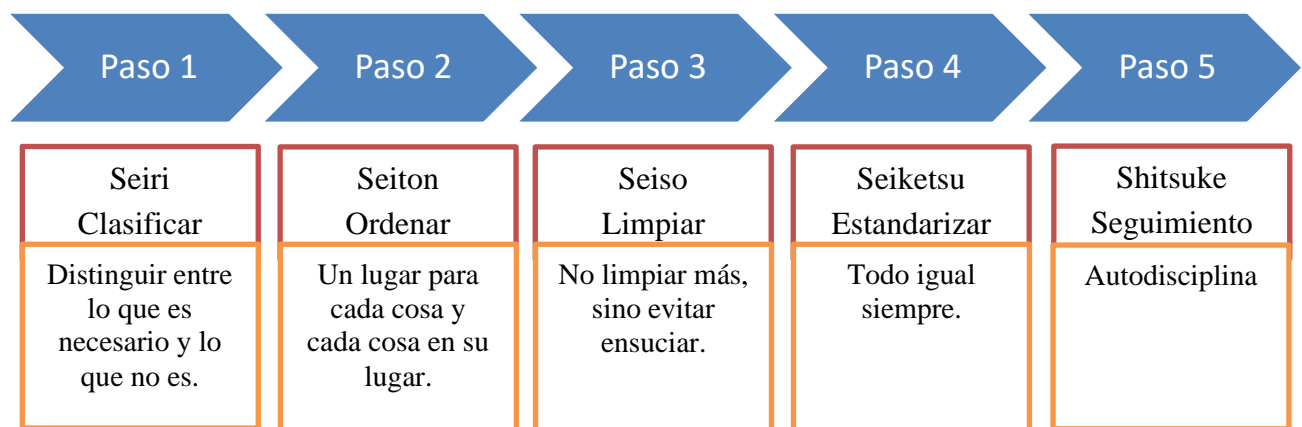 Paso 1
Paso 2
Paso 3
Paso 4
Paso 5
Seiri
Clasificar
Seiton
Ordenar
Seiso
Limpiar
Seiketsu
Estandarizar
Shitsuke
Seguimiento
Distinguir entre
lo que es
necesario y lo
que no es.
Un lugar para
cada cosa y
cada cosa en su
lugar.
No limpiar más,
sino evitar
ensuciar.
Todo igual
siempre.
Autodisciplina